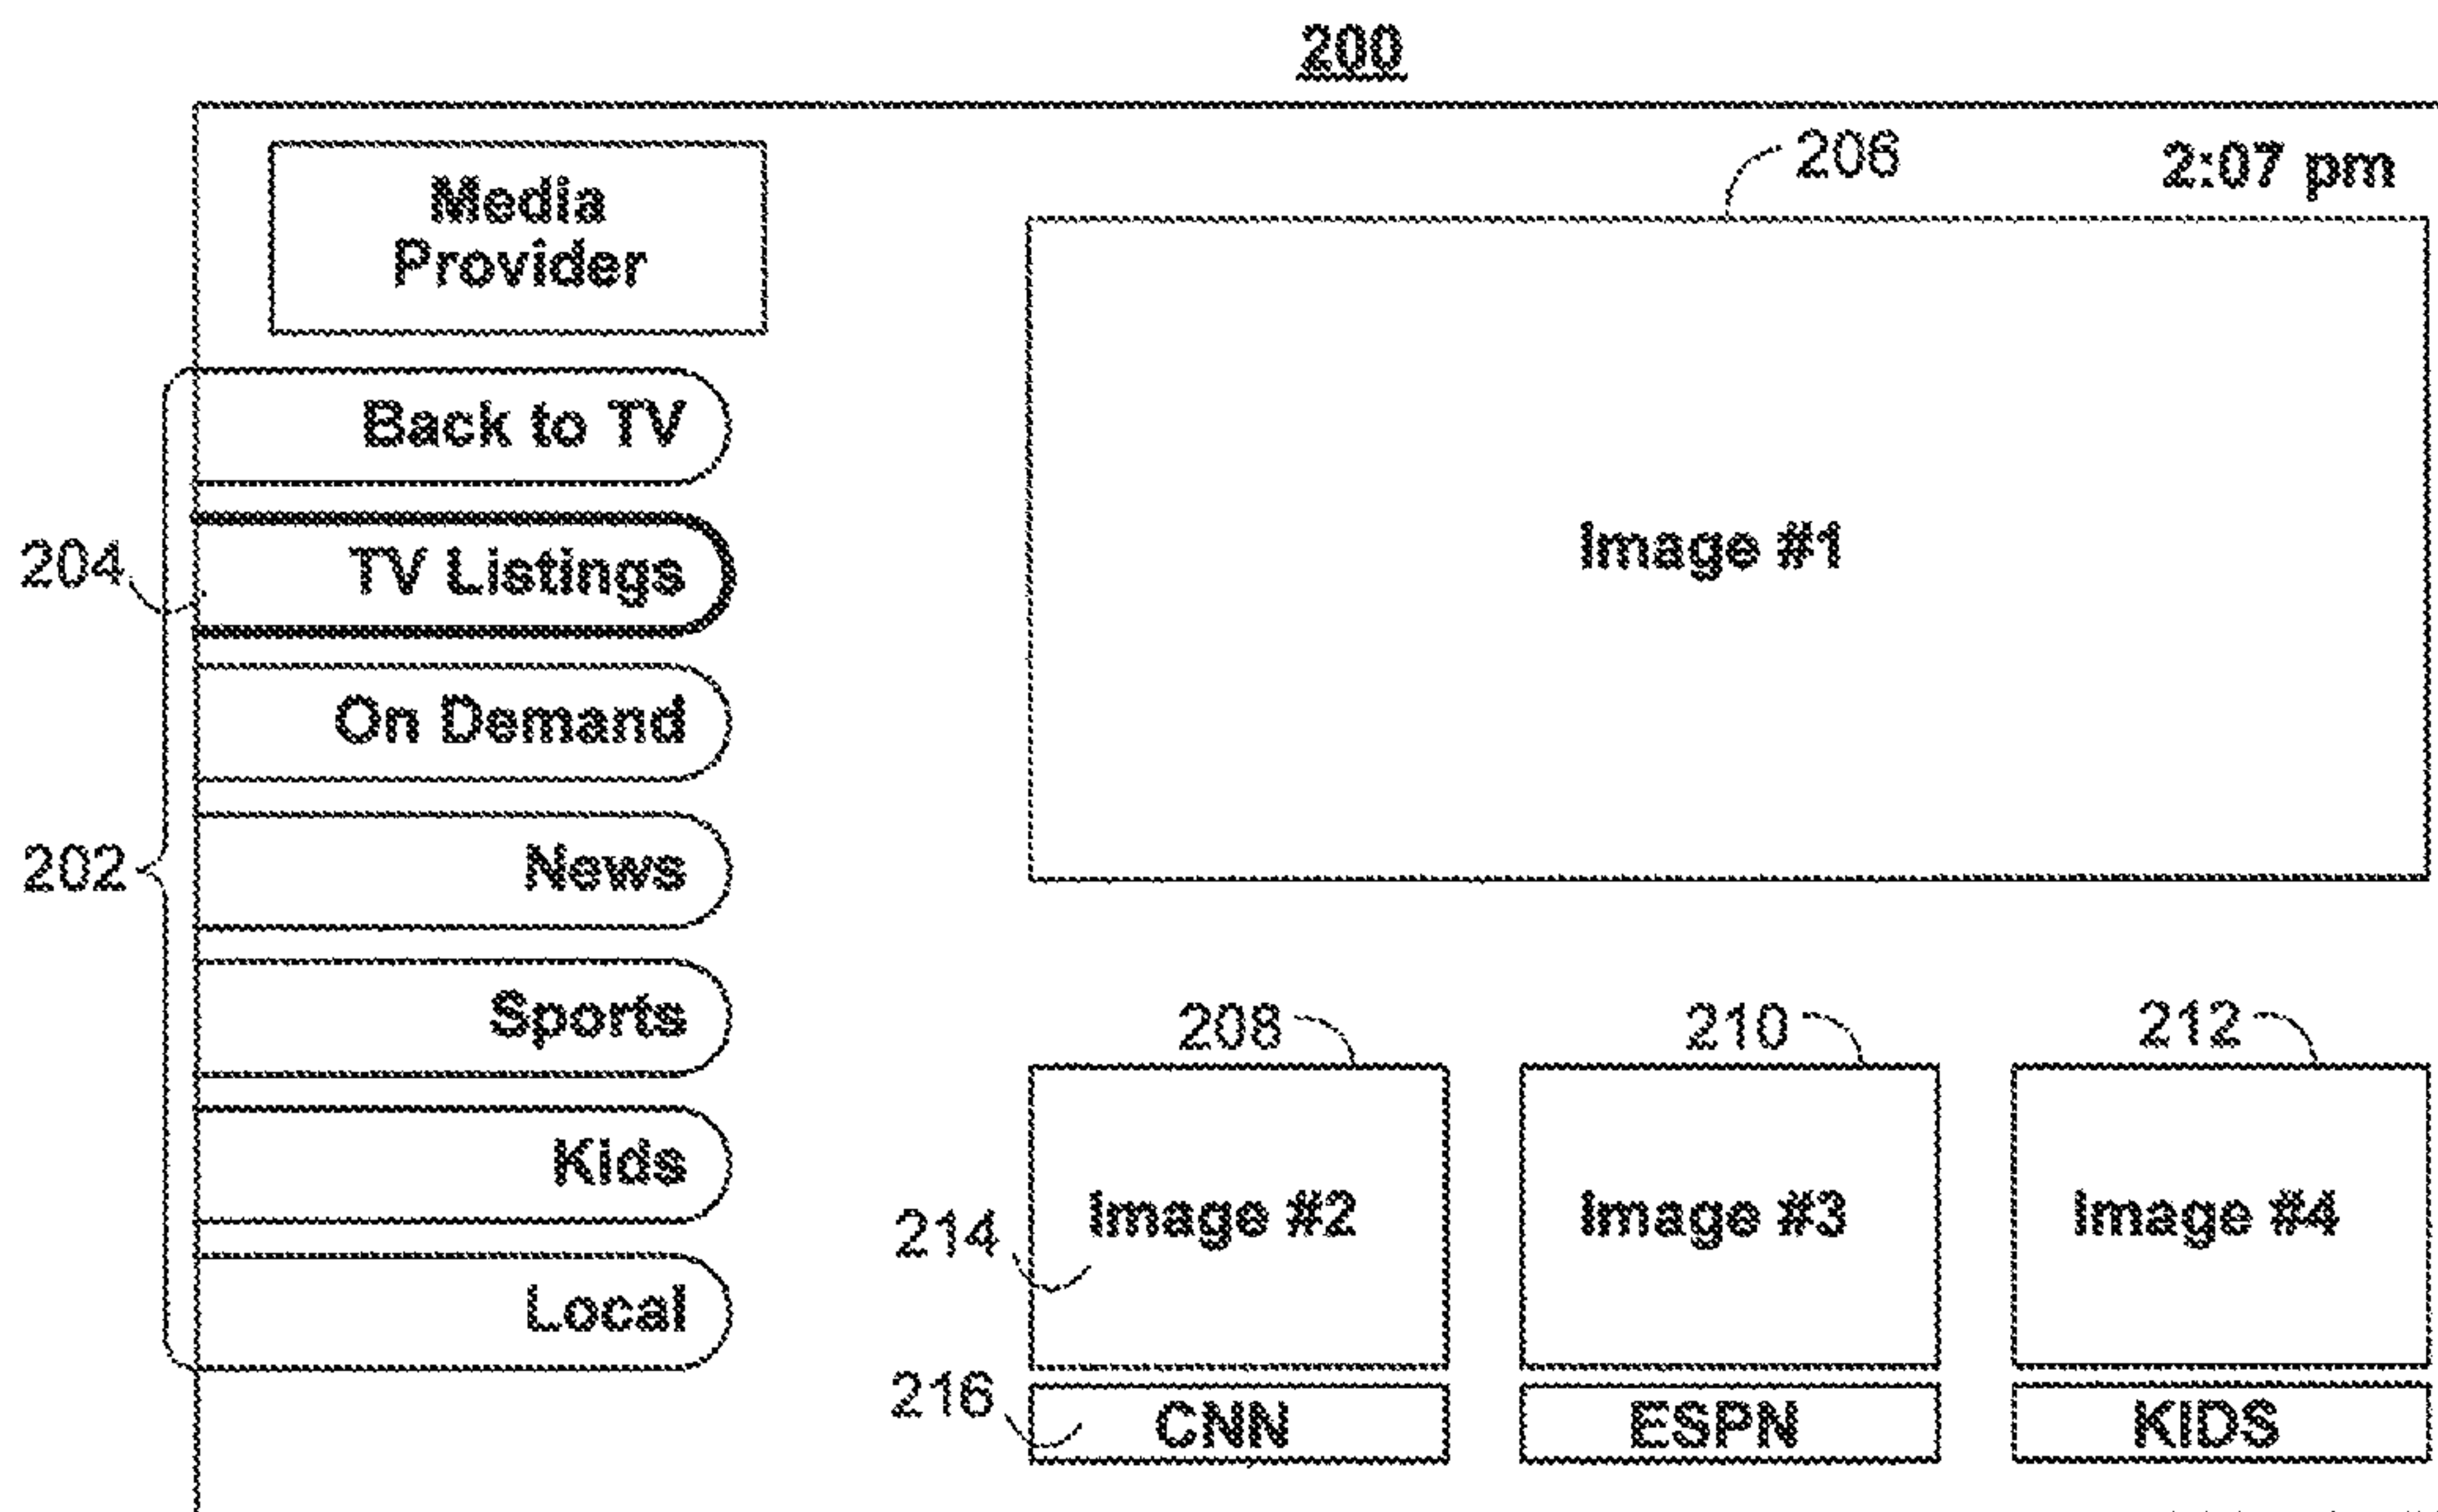 200
206
2:07 pm
Media
Provider
Image #1
Back to TV
204
TV Listings
On Demand
202
News
Sports
Kids
Local
208
210
212
214
Image #2
Image #3
Image #4
216
CNN
ESPN
KIDS